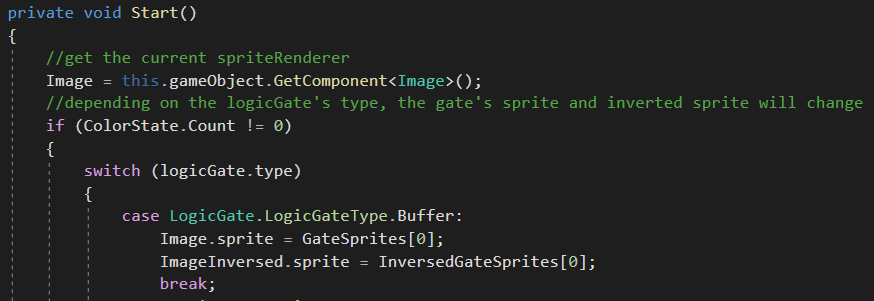 private void Start()
{
//get the current spriteRenderer
Image = this.gameObject.GetComponent<Image>();
//depending on the logicGate's type, the gate's sprite and inverted sprite will change
if (ColorState.Count != 0)
{
switch (logicGate.type)
{
case LogicGate.LogicGateType.Buffer:
Image.sprite = GateSprites[0];
ImageInversed.sprite = InversedGateSprites[0];
break;